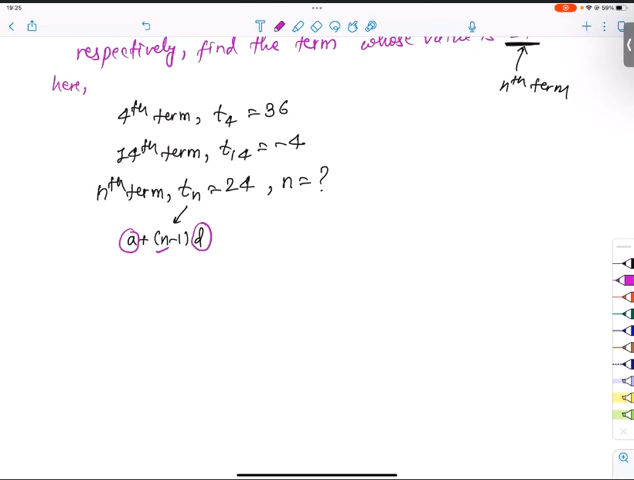 19:25
59%
respectively, find the term whose value is
nth term
here,
4th term, t4 = 36
14th term, t14 = -4
nth term, tn = 24, n = ?
a + (n-1) d